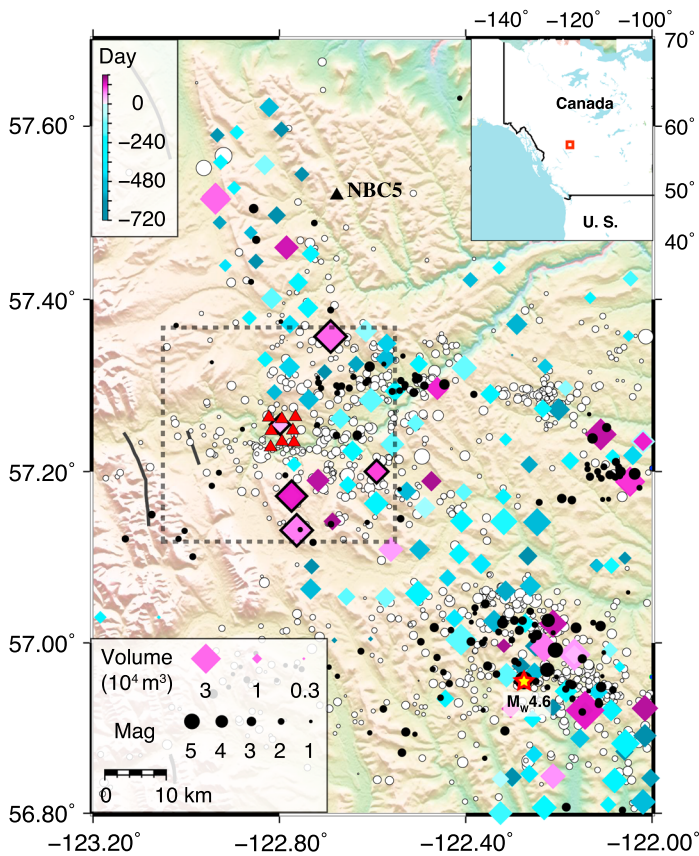 −140˚ −120˚ −100˚
Day
0
−240
−480
−720
70˚
60˚
50˚
40˚
Canada
U. S.
NBC5
57.60˚
57.40˚
57.20˚
57.00˚
56.80˚
Mw4.6
Volume
(10⁴ m³)
3 1 0.3
Mag
5 4 3 2 1
0 10 km
−123.20˚ −122.80˚ −122.40˚ −122.00˚